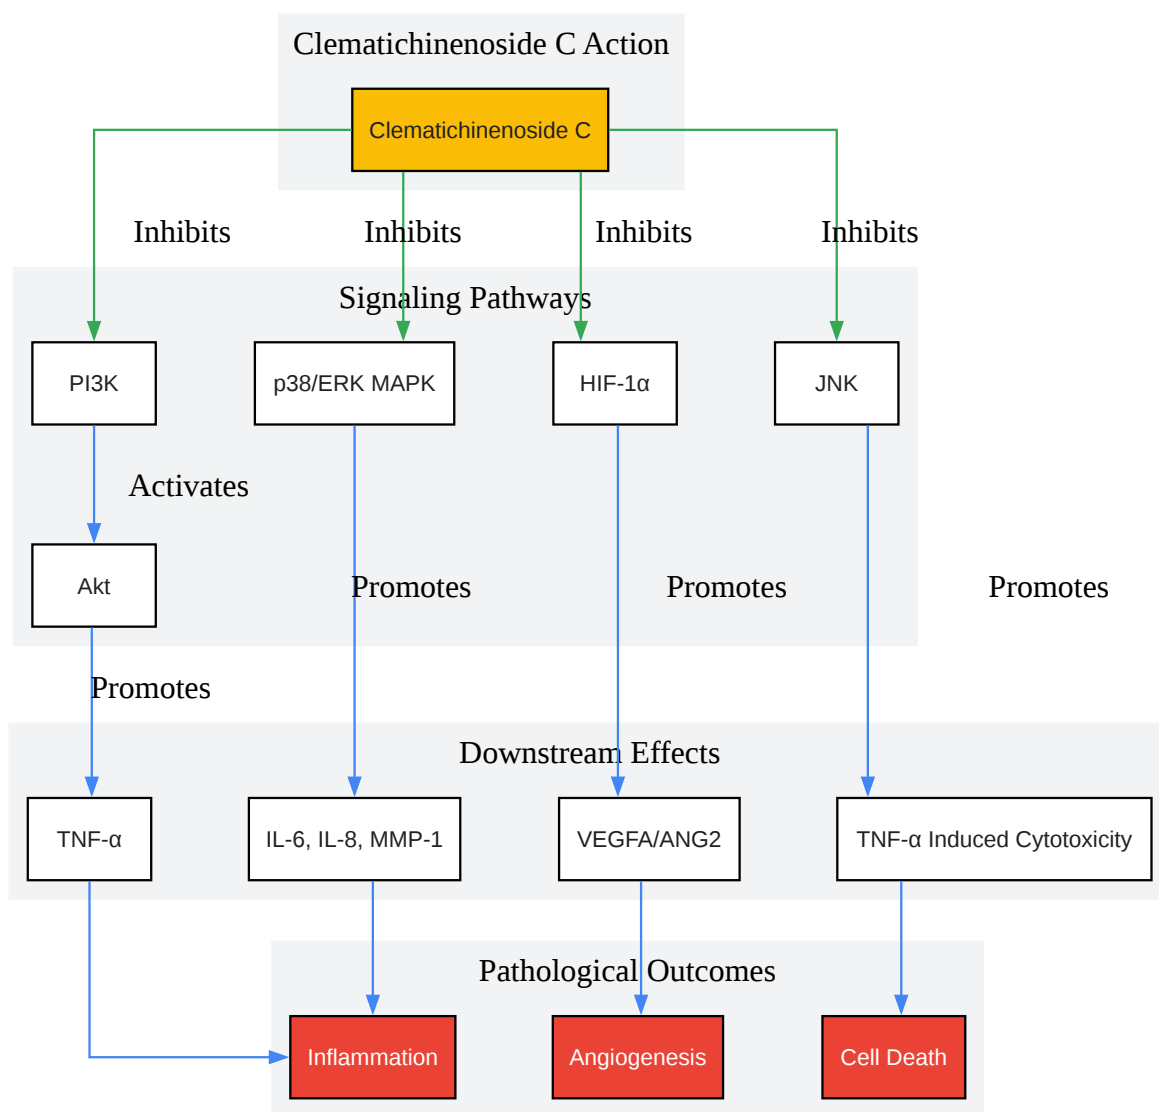 Clematichinenoside C Action
Clematichinenoside C
Inhibits
Inhibits
Inhibits
Inhibits
Signaling Pathways
PI3K
p38/ERK MAPK
HIF-1α
JNK
Activates
Akt
Promotes
Promotes
Promotes
Promotes
Downstream Effects
TNF-α
IL-6, IL-8, MMP-1
VEGFA/ANG2
TNF-α Induced Cytotoxicity
Pathological Outcomes
Inflammation
Angiogenesis
Cell Death